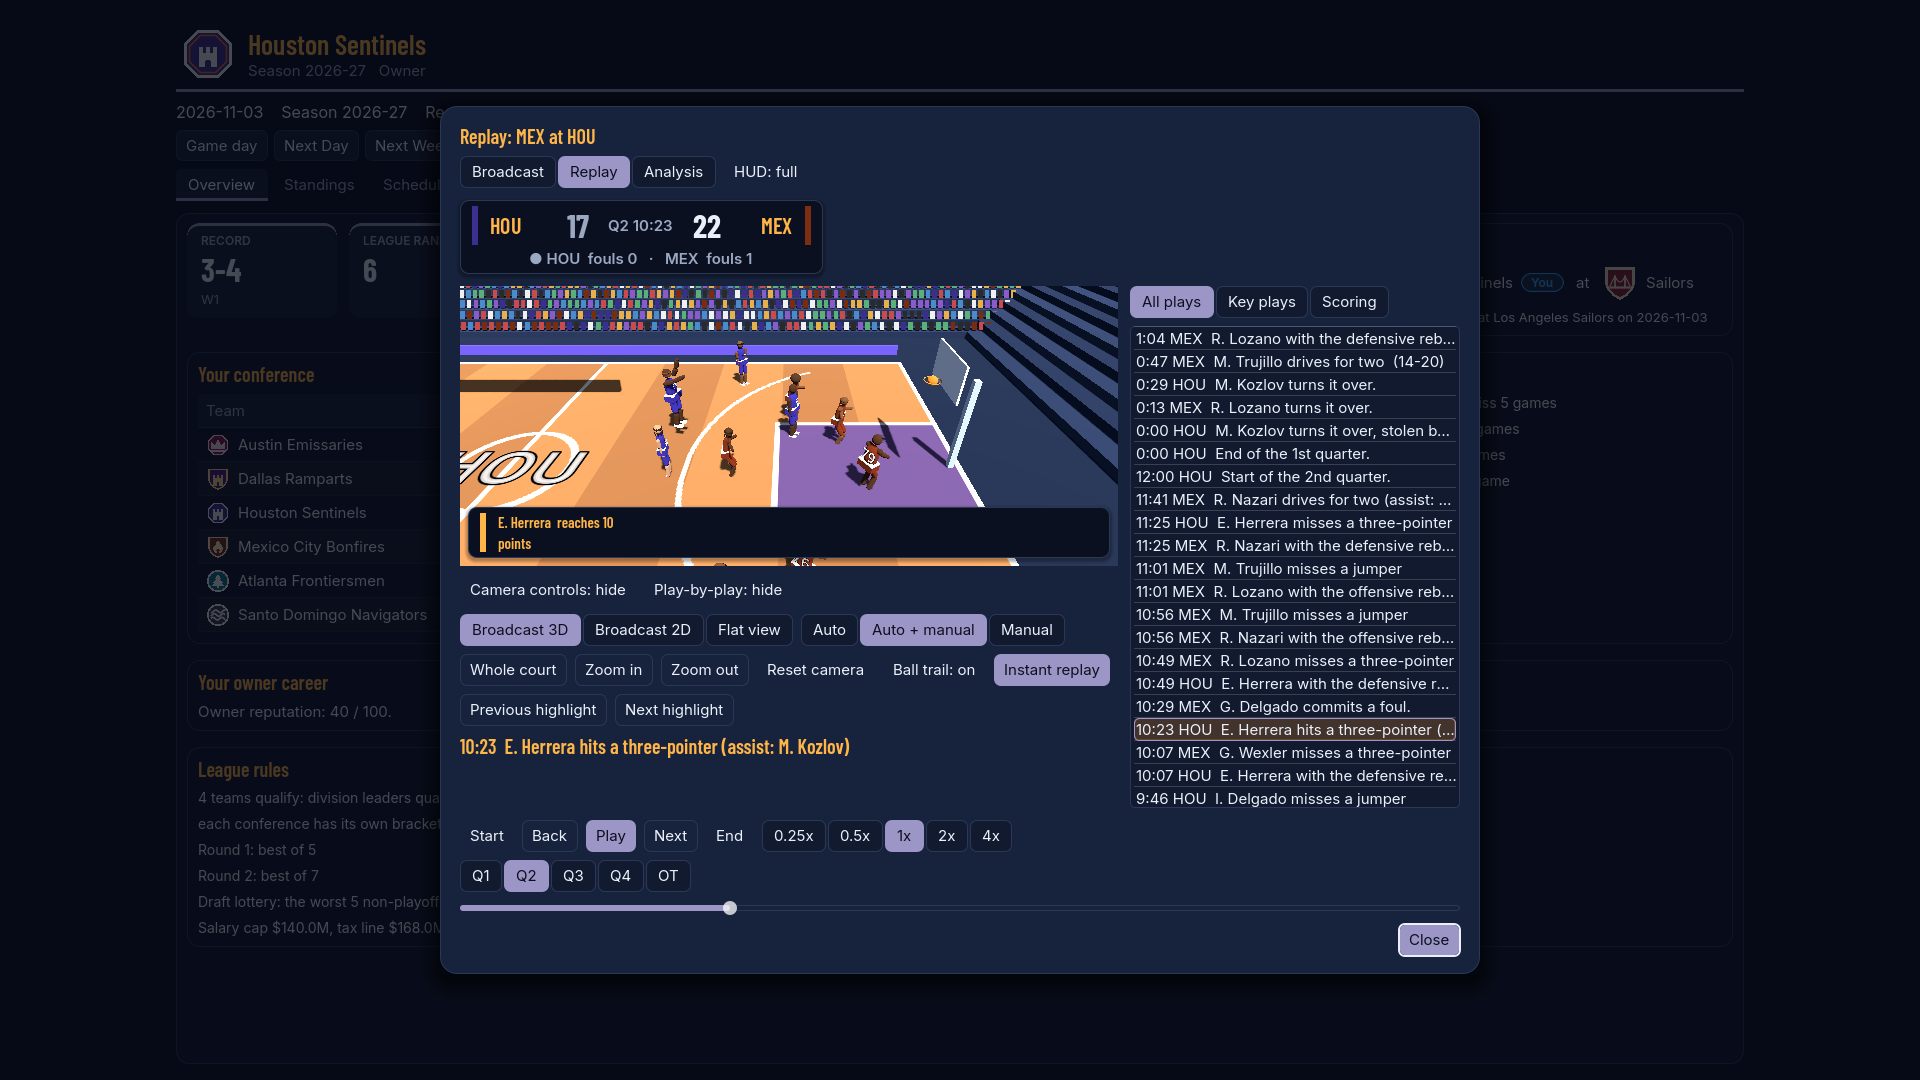 Houston Sentinels
Season 2026-27 Owner
2026-11-03 Season 2026-27
Game day Next Day Next
Overview Standings
RECORD
3-4
W1
LEAGUE
6
Your conference
Team
Austin Emissaries
Dallas Ramparts
Houston Sentinels
Mexico City Bonfires
Atlanta Frontiersmen
Santo Domingo Navigators
Your owner career
Owner reputation: 40 / 100.
League rules
4 teams qualify: division leaders
each conference has its own bracket
Round 1: best of 5
Round 2: best of 7
Draft lottery: the worst 5 non-playoff
Salary cap $140.0M, tax line $168.0M
Replay: MEX at HOU
Broadcast Replay Analysis HUD: full
HOU 17 Q2 10:23 22 MEX
HOU fouls 0 · MEX fouls 1
HOU
19
E. Herrera reaches 10
points
Camera controls: hide Play-by-play: hide
Broadcast 3D Broadcast 2D Flat view Auto Auto + manual Manual
Whole court Zoom in Zoom out Reset camera Ball trail: on Instant replay
Previous highlight Next highlight
10:23 E. Herrera hits a three-pointer (assist: M. Kozlov)
All plays Key plays Scoring
1:04 MEX R. Lozano with the defensive reb...
0:47 MEX M. Trujillo drives for two (14-20)
0:29 HOU M. Kozlov turns it over.
0:13 MEX R. Lozano turns it over.
0:00 HOU M. Kozlov turns it over, stolen b...
0:00 HOU End of the 1st quarter.
12:00 HOU Start of the 2nd quarter.
11:41 MEX R. Nazari drives for two (assist: ...
11:25 HOU E. Herrera misses a three-pointer
11:25 MEX R. Nazari with the defensive reb...
11:01 MEX M. Trujillo misses a jumper
11:01 MEX R. Lozano with the offensive reb...
10:56 MEX M. Trujillo misses a jumper
10:56 MEX R. Nazari with the offensive reb...
10:49 MEX R. Lozano misses a three-pointer
10:49 HOU E. Herrera with the defensive r...
10:29 MEX G. Delgado commits a foul.
10:23 HOU E. Herrera hits a three-pointer (...
10:07 MEX G. Wexler misses a three-pointer
10:07 HOU E. Herrera with the defensive re...
9:46 HOU I. Delgado misses a jumper
Start Back Play Next End 0.25x 0.5x 1x 2x 4x
Q1 Q2 Q3 Q4 OT
Close
You at Sailors
at Los Angeles Sailors on 2026-11-03
5 games